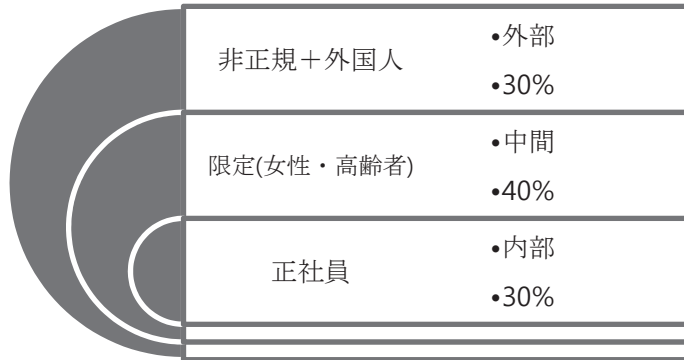 非正規＋外国人
•外部
•30%
限定(女性・高齢者)
•中間
•40%
正社員
•内部
•30%